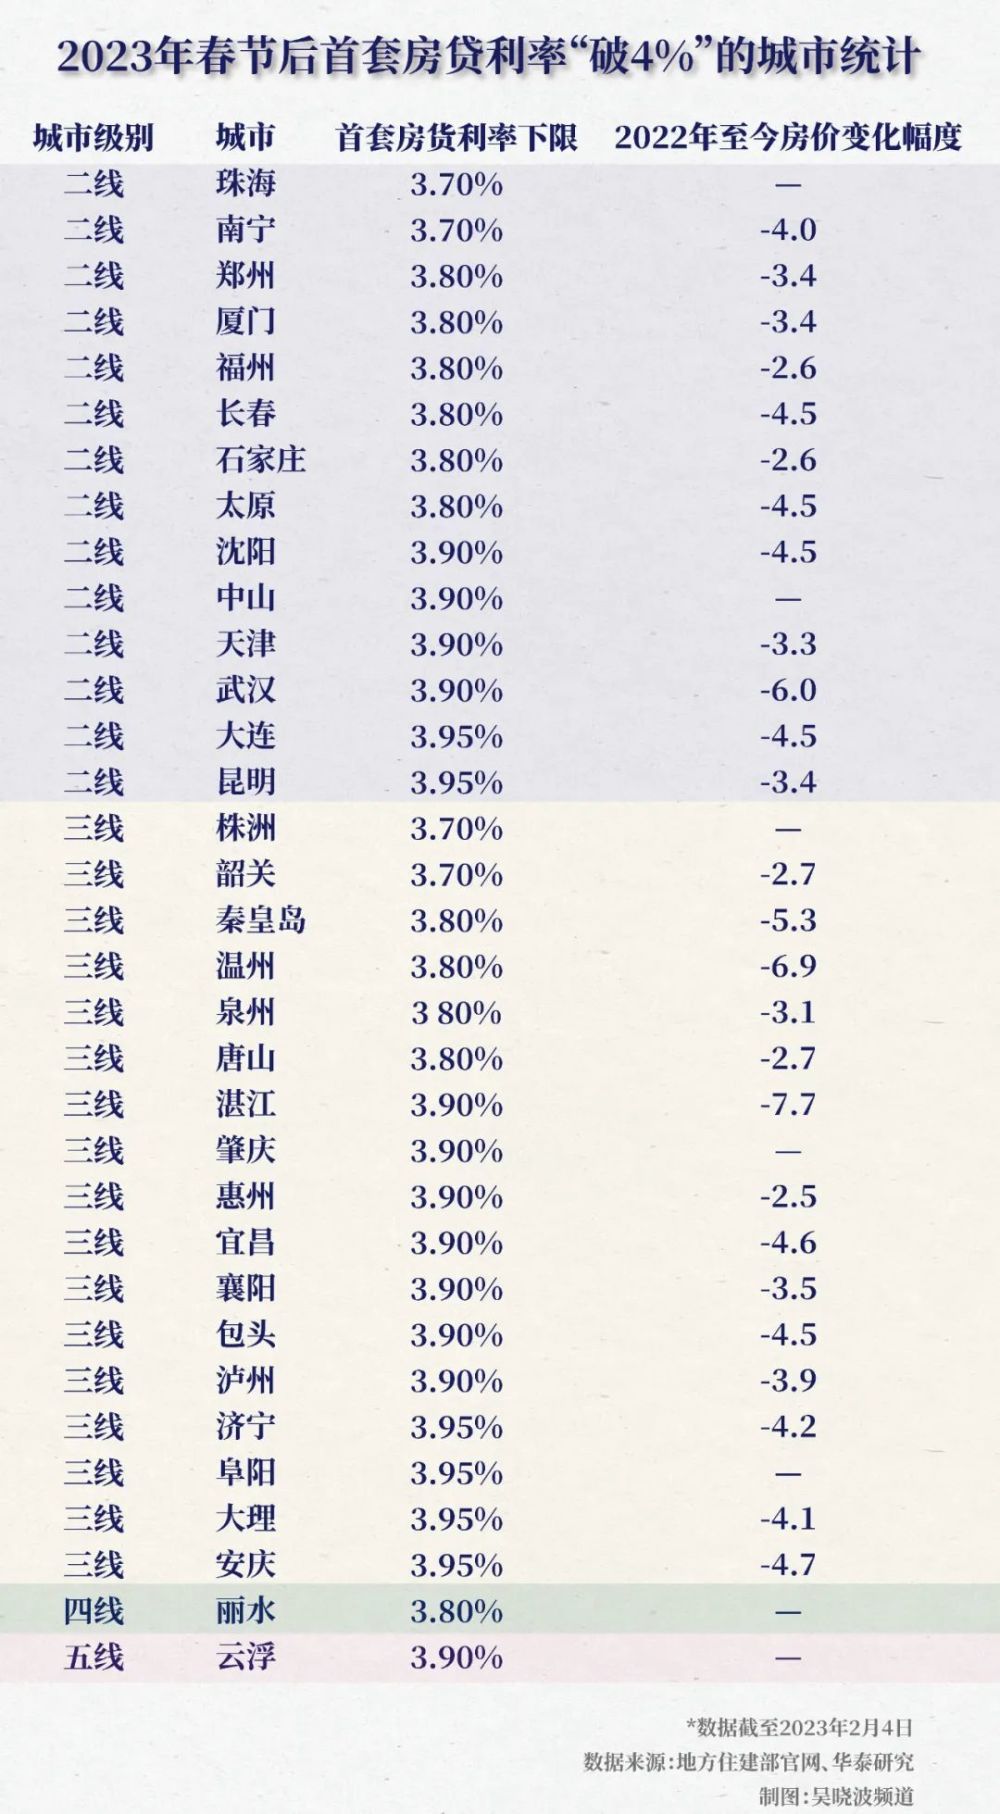 2023年春节后首套房贷利率“破4%”的城市统计
城市级别 城市 首套房货利率下限 2022年至今房价变化幅度
二线 珠海 3.70% —
二线 南宁 3.70% -4.0
二线 郑州 3.80% -3.4
二线 厦门 3.80% -3.4
二线 福州 3.80% -2.6
二线 长春 3.80% -4.5
二线 石家庄 3.80% -2.6
二线 太原 3.80% -4.5
二线 沈阳 3.90% -4.5
二线 中山 3.90% —
二线 天津 3.90% -3.3
二线 武汉 3.90% -6.0
二线 大连 3.95% -4.5
二线 昆明 3.95% -3.4
三线 株洲 3.70% —
三线 韶关 3.70% -2.7
三线 秦皇岛 3.80% -5.3
三线 温州 3.80% -6.9
三线 泉州 3 80% -3.1
三线 唐山 3.80% -2.7
三线 湛江 3.90% -7.7
三线 肇庆 3.90% —
三线 惠州 3.90% -2.5
三线 宜昌 3.90% -4.6
三线 襄阳 3.90% -3.5
三线 包头 3.90% -4.5
三线 泸州 3.90% -3.9
三线 济宁 3.95% -4.2
三线 阜阳 3.95% —
三线 大理 3.95% -4.1
三线 安庆 3.95% -4.7
四线 丽水 3.80% —
五线 云浮 3.90% —
*数据截至2023年2月4日
数据来源:地方住建部官网、华泰研究
制图:吴晓波频道